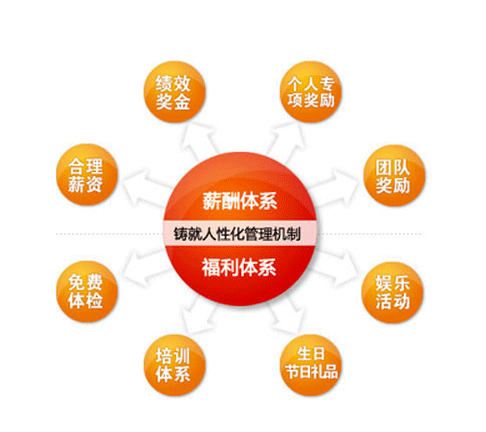 绩效
奖金
个人专
项奖励
合理
薪资
团队
奖励
薪酬体系
铸就人性化管理机制
福利体系
免费
体检
娱乐
活动
培训
体系
生日
节日礼品